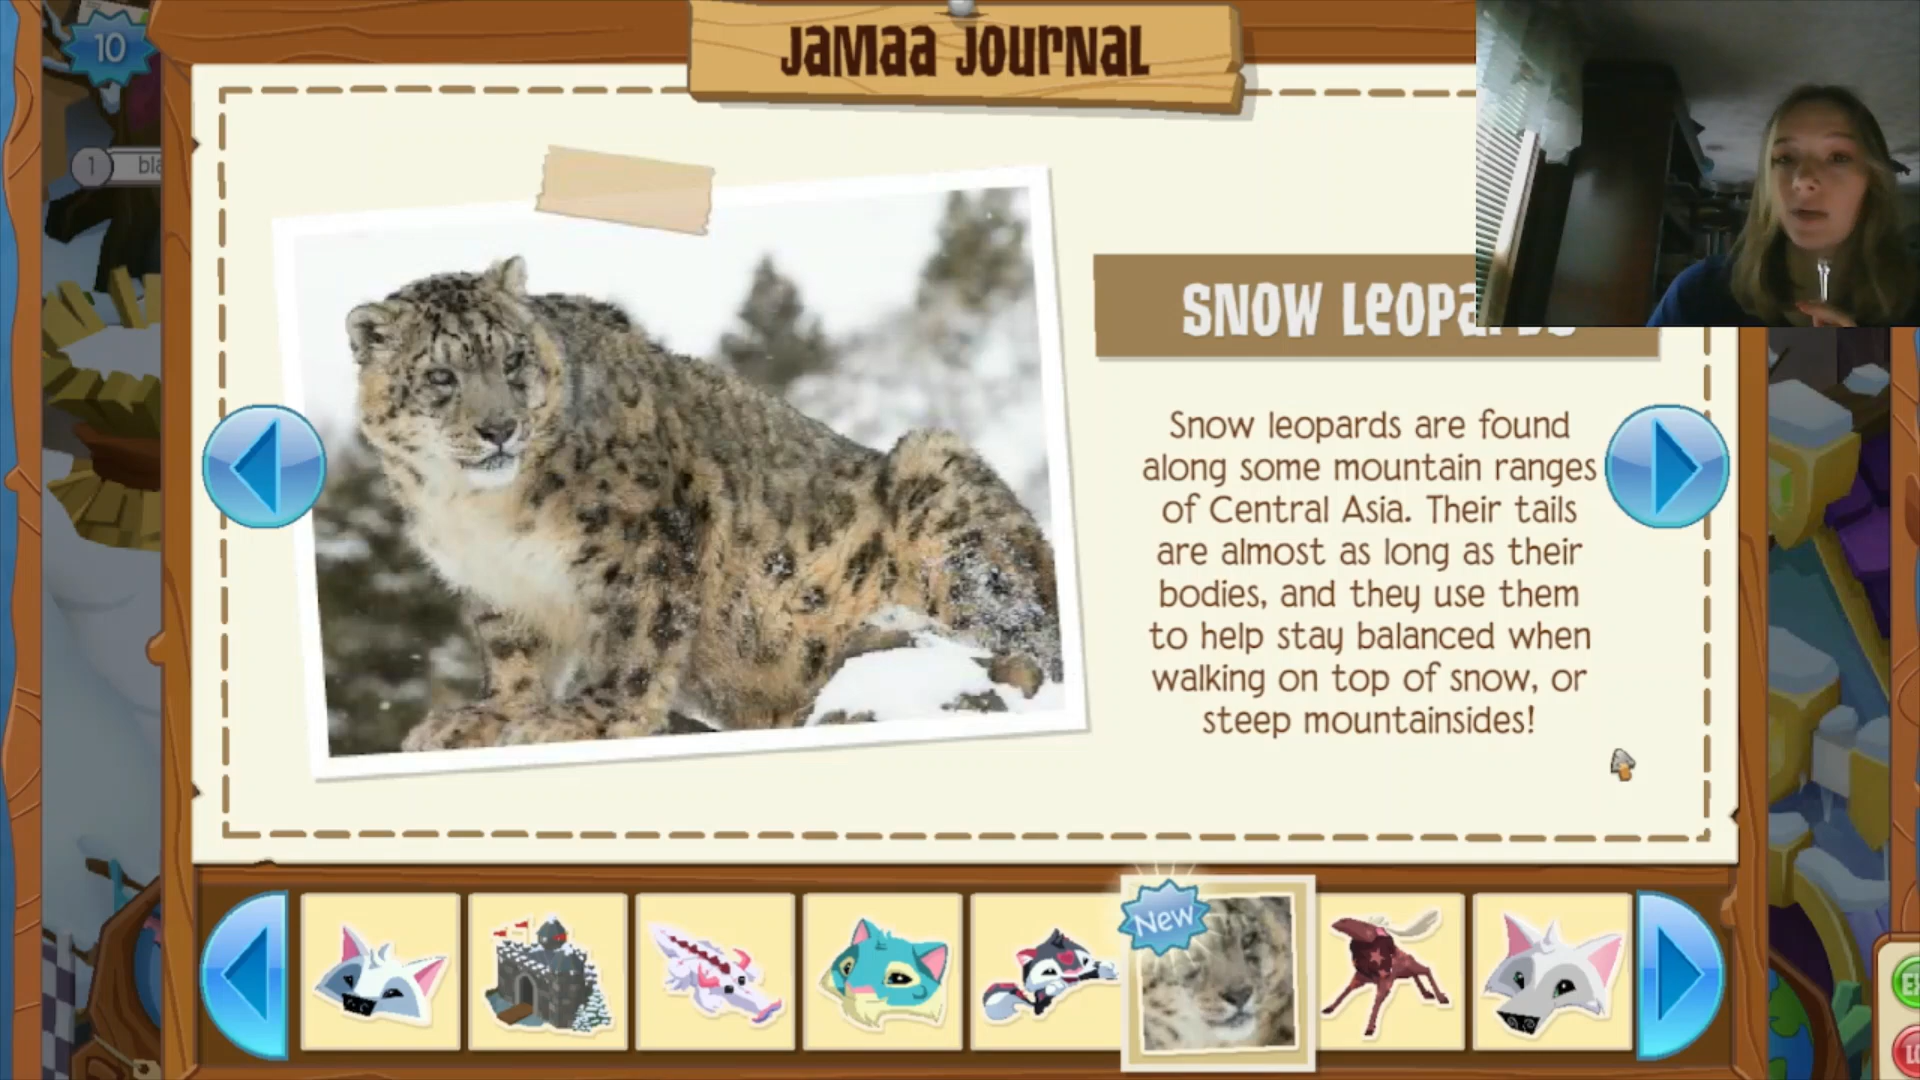 10
JAMAA JOURNAL
1
SNOW
Snow leopards are found
along some mountain ranges
of Central Asia. Their tails
are almost as long as their
bodies, and they use them
to help stay balanced when
walking on top of snow, or
steep mountainsides!
New